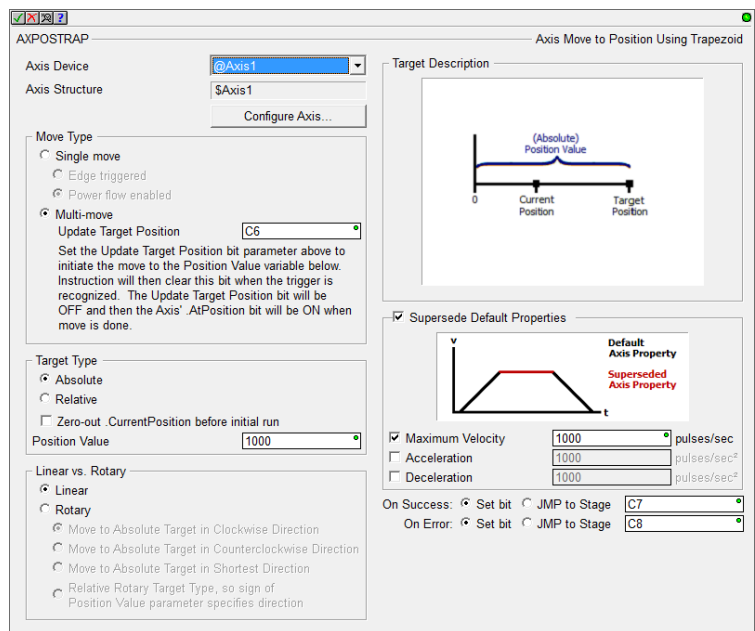 AXPOSTRAP
Axis Move to Position Using Trapezoid
Axis Device
@Axis1
Axis Structure
$Axis1
Configure Axis...
Move Type
Single move
Edge triggered
Power flow enabled
Multi-move
Update Target Position
C6
Set the Update Target Position bit parameter above to
initiate the move to the Position Value variable below.
Instruction will then clear this bit when the trigger is
recognized. The Update Target Position bit will be
OFF and then the Axis' .AtPosition bit will be ON when
move is done.
Target Type
Absolute
Relative
Zero-out .CurrentPosition before initial run
Position Value
1000
Linear vs. Rotary
Linear
Rotary
Move to Absolute Target in Clockwise Direction
Move to Absolute Target in Counterclockwise Direction
Move to Absolute Target in Shortest Direction
Relative Rotary Target Type, so sign of
Position Value parameter specifies direction
Target Description
(Absolute)
Position Value
0
Current
Position
Target
Position
Supersede Default Properties
v
Default
Axis Property
Superseded
Axis Property
t
Maximum Velocity
1000
pulses/sec
Acceleration
1000
pulses/sec²
Deceleration
1000
pulses/sec²
On Success: Set bit JMP to Stage C7
On Error: Set bit JMP to Stage C8